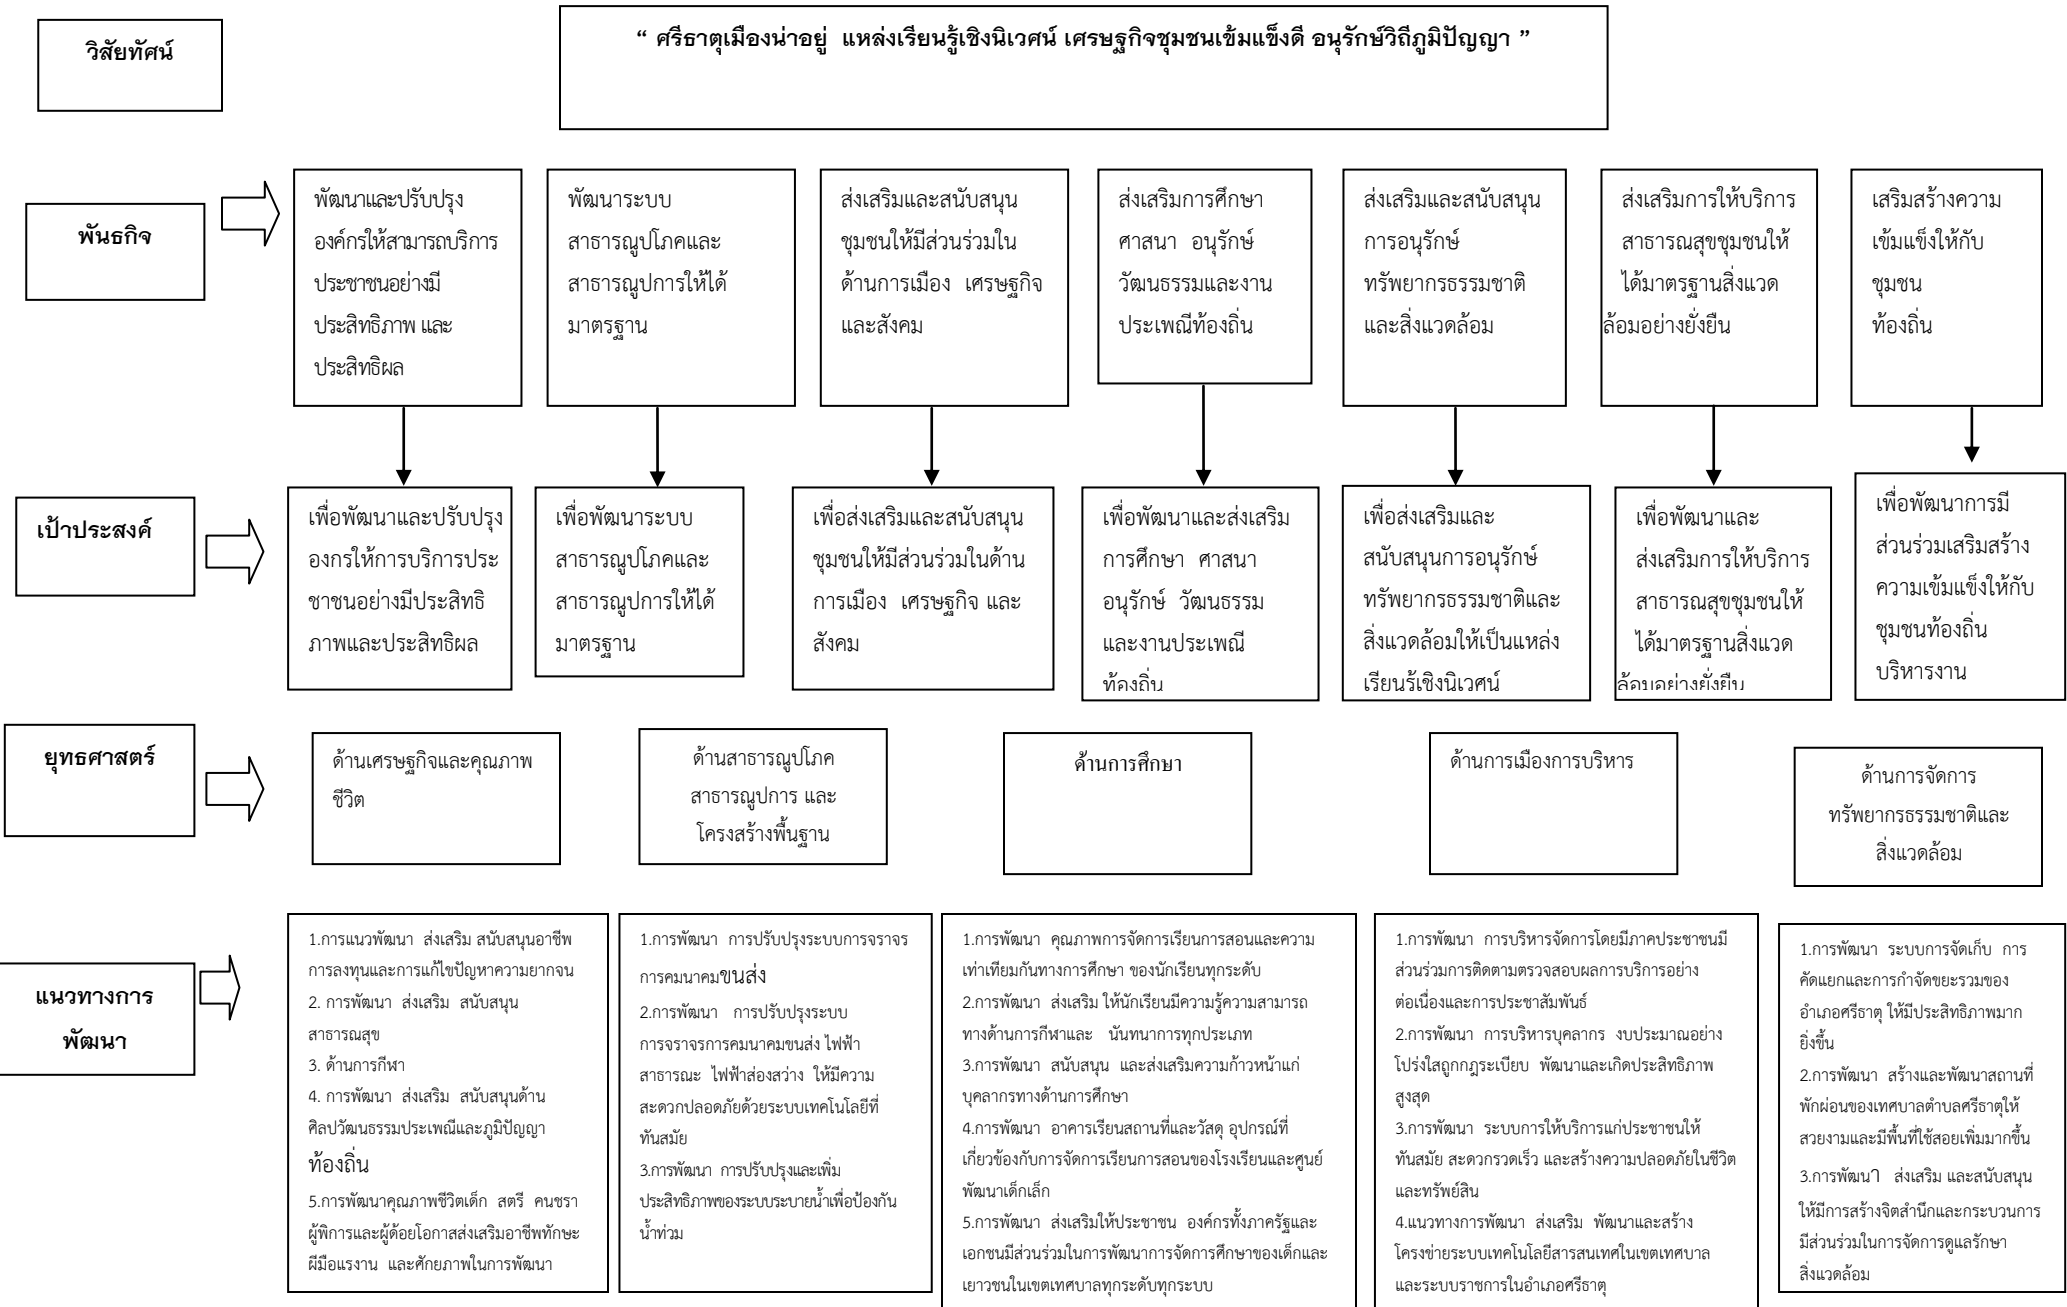 วิสัยทัศน์
“ ศรีธาตุเมืองน่าอยู่  แหล่งเรียนรู้เชิงนิเวศน์ เศรษฐกิจชุมชนเข้มแข็งดี อนุรักษ์วิถีภูมิปัญญา ”
พันธกิจ
พัฒนาและปรับปรุง
องค์กรให้สามารถบริการ
ประชาชนอย่างมี
ประสิทธิภาพ และ
ประสิทธิผล
พัฒนาระบบ
สาธารณูปโภคและ
สาธารณูปการให้ได้
มาตรฐาน
ส่งเสริมและสนับสนุน
ชุมชนให้มีส่วนร่วมใน
ด้านการเมือง  เศรษฐกิจ
และสังคม
ส่งเสริมการศึกษา
ศาสนา  อนุรักษ์
วัฒนธรรมและงาน
ประเพณีท้องถิ่น
ส่งเสริมและสนับสนุน
การอนุรักษ์
ทรัพยากรธรรมชาติ
และสิ่งแวดล้อม
ส่งเสริมการให้บริการ
สาธารณสุขชุมชนให้
ได้มาตรฐานสิ่งแวด
ล้อมอย่างยั่งยืน
เสริมสร้างความ
เข้มแข็งให้กับ
ชุมชน
ท้องถิ่น
เป้าประสงค์
เพื่อพัฒนาและปรับปรุง
องกรให้การบริการประ
ชาชนอย่างมีประสิทธิ
ภาพและประสิทธิผล
เพื่อพัฒนาระบบ
สาธารณูปโภคและ
สาธารณูปการให้ได้
มาตรฐาน
เพื่อส่งเสริมและสนับสนุน
ชุมชนให้มีส่วนร่วมในด้าน
การเมือง  เศรษฐกิจ และ
สังคม
เพื่อพัฒนาและส่งเสริม
การศึกษา  ศาสนา
อนุรักษ์  วัฒนธรรม
และงานประเพณี
ท้องถิ่น
เพื่อส่งเสริมและ
สนับสนุนการอนุรักษ์
ทรัพยากรธรรมชาติและ
สิ่งแวดล้อมให้เป็นแหล่ง
เรียนรู้เชิงนิเวศน์
เพื่อพัฒนาและ
ส่งเสริมการให้บริการ
สาธารณสุขชุมชนให้
ได้มาตรฐานสิ่งแวด
ล้อมอย่างยั่งยืน
เพื่อพัฒนาการมี
ส่วนร่วมเสริมสร้าง
ความเข้มแข็งให้กับ
ชุมชนท้องถิ่น
บริหารงาน
ยุทธศาสตร์
ด้านเศรษฐกิจและคุณภาพ
ชีวิต
ด้านสาธารณูปโภค
สาธารณูปการ และ
โครงสร้างพื้นฐาน
ด้านการศึกษา
ด้านการเมืองการบริหาร
ด้านการจัดการ
ทรัพยากรธรรมชาติและ
สิ่งแวดล้อม
แนวทางการ
พัฒนา
1.การแนวพัฒนา  ส่งเสริม สนับสนุนอาชีพ
การลงทุนและการแก้ไขปัญหาความยากจน
2. การพัฒนา  ส่งเสริม  สนับสนุน
สาธารณสุข
3. ด้านการกีฬา
4. การพัฒนา  ส่งเสริม  สนับสนุนด้าน
ศิลปวัฒนธรรมประเพณีและภูมิปัญญา
ท้องถิ่น
5.การพัฒนาคุณภาพชีวิตเด็ก  สตรี  คนชรา
ผู้พิการและผู้ด้อยโอกาสส่งเสริมอาชีพทักษะ
ผีมือแรงงาน  และศักยภาพในการพัฒนา
1.การพัฒนา  การปรับปรุงระบบการจราจร
การคมนาคมขนส่ง
2.การพัฒนา   การปรับปรุงระบบ
การจราจรการคมนาคมขนส่ง ไฟฟ้า
สาธารณะ  ไฟฟ้าส่องสว่าง  ให้มีความ
สะดวกปลอดภัยด้วยระบบเทคโนโลยีที่
ทันสมัย
3.การพัฒนา  การปรับปรุงและเพิ่ม
ประสิทธิภาพของระบบระบายน้ำเพื่อป้องกัน
น้ำท่วม
1.การพัฒนา  คุณภาพการจัดการเรียนการสอนและความ
เท่าเทียมกันทางการศึกษา ของนักเรียนทุกระดับ
2.การพัฒนา  ส่งเสริม ให้นักเรียนมีความรู้ความสามารถ
ทางด้านการกีฬาและ   นันทนาการทุกประเภท
3.การพัฒนา  สนับสนุน  และส่งเสริมความก้าวหน้าแก่
บุคลากรทางด้านการศึกษา
4.การพัฒนา  อาคารเรียนสถานที่และวัสดุ อุปกรณ์ที่
เกี่ยวข้องกับการจัดการเรียนการสอนของโรงเรียนและศูนย์
พัฒนาเด็กเล็ก
5.การพัฒนา  ส่งเสริมให้ประชาชน  องค์กรทั้งภาครัฐและ
เอกชนมีส่วนร่วมในการพัฒนาการจัดการศึกษาของเด็กและ
เยาวชนในเขตเทศบาลทุกระดับทุกระบบ
1.การพัฒนา  การบริหารจัดการโดยมีภาคประชาชนมี
ส่วนร่วมการติดตามตรวจสอบผลการบริการอย่าง
ต่อเนื่องและการประชาสัมพันธ์
2.การพัฒนา  การบริหารบุคลากร  งบประมาณอย่าง
โปร่งใสถูกกฎระเบียบ  พัฒนาและเกิดประสิทธิภาพ
สูงสุด
3.การพัฒนา  ระบบการให้บริการแก่ประชาชนให้
ทันสมัย สะดวกรวดเร็ว และสร้างความปลอดภัยในชีวิต
และทรัพย์สิน
4.แนวทางการพัฒนา  ส่งเสริม  พัฒนาและสร้าง
โครงข่ายระบบเทคโนโลยีสารสนเทศในเขตเทศบาล
และระบบราชการในอำเภอศรีธาตุ
1.การพัฒนา  ระบบการจัดเก็บ  การ
คัดแยกและการกำจัดขยะรวมของ
อำเภอศรีธาตุ ให้มีประสิทธิภาพมาก
ยิ่งขึ้น
2.การพัฒนา  สร้างและพัฒนาสถานที่
พักผ่อนของเทศบาลตำบลศรีธาตุให้
สวยงามและมีพื้นที่ใช้สอยเพิ่มมากขึ้น
3.การพัฒนา   ส่งเสริม และสนับสนุน
ให้มีการสร้างจิตสำนึกและกระบวนการ
มีส่วนร่วมในการจัดการดูแลรักษา
สิ่งแวดล้อม